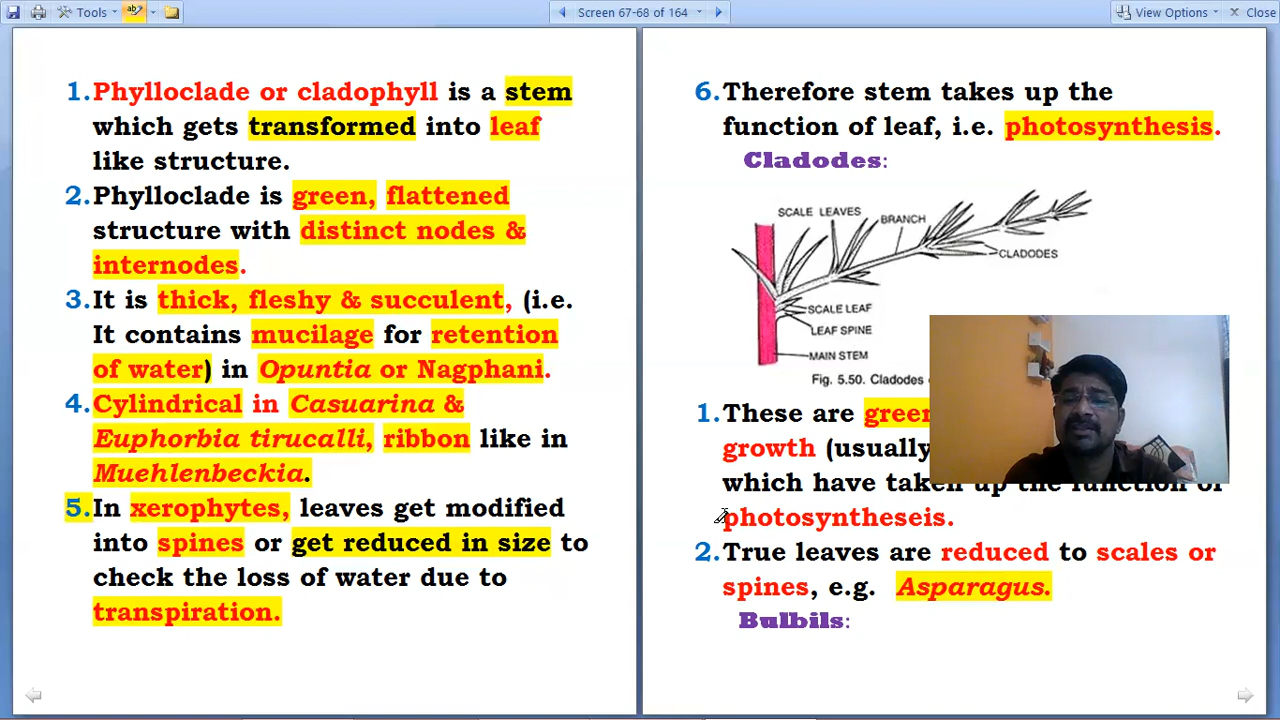 Tools
Screen 67-68 of 164
View Options
Close
1. Phylloclade or cladophyll is a stem
which gets transformed into leaf
like structure.
2. Phylloclade is green, flattened
structure with distinct nodes &
internodes.
3. It is thick, fleshy & succulent, (i.e.
It contains mucilage for retention
of water) in Opuntia or Nagphani.
4. Cylindrical in Casuarina &
Euphorbia tirucalli, ribbon like in
Muehlenbeckia.
5. In xerophytes, leaves get modified
into spines or get reduced in size to
check the loss of water due to
transpiration.
6. Therefore stem takes up the
function of leaf, i.e. photosynthesis.
Cladodes:
SCALE LEAVES
BRANCH
CLADODES
SCALE LEAF
LEAF SPINE
MAIN STEM
Fig. 5.50. Cladodes
1. These are green
growth (usually
which have taken up the function of
photosyntheseis.
2. True leaves are reduced to scales or
spines, e.g. Asparagus.
Bulbils: